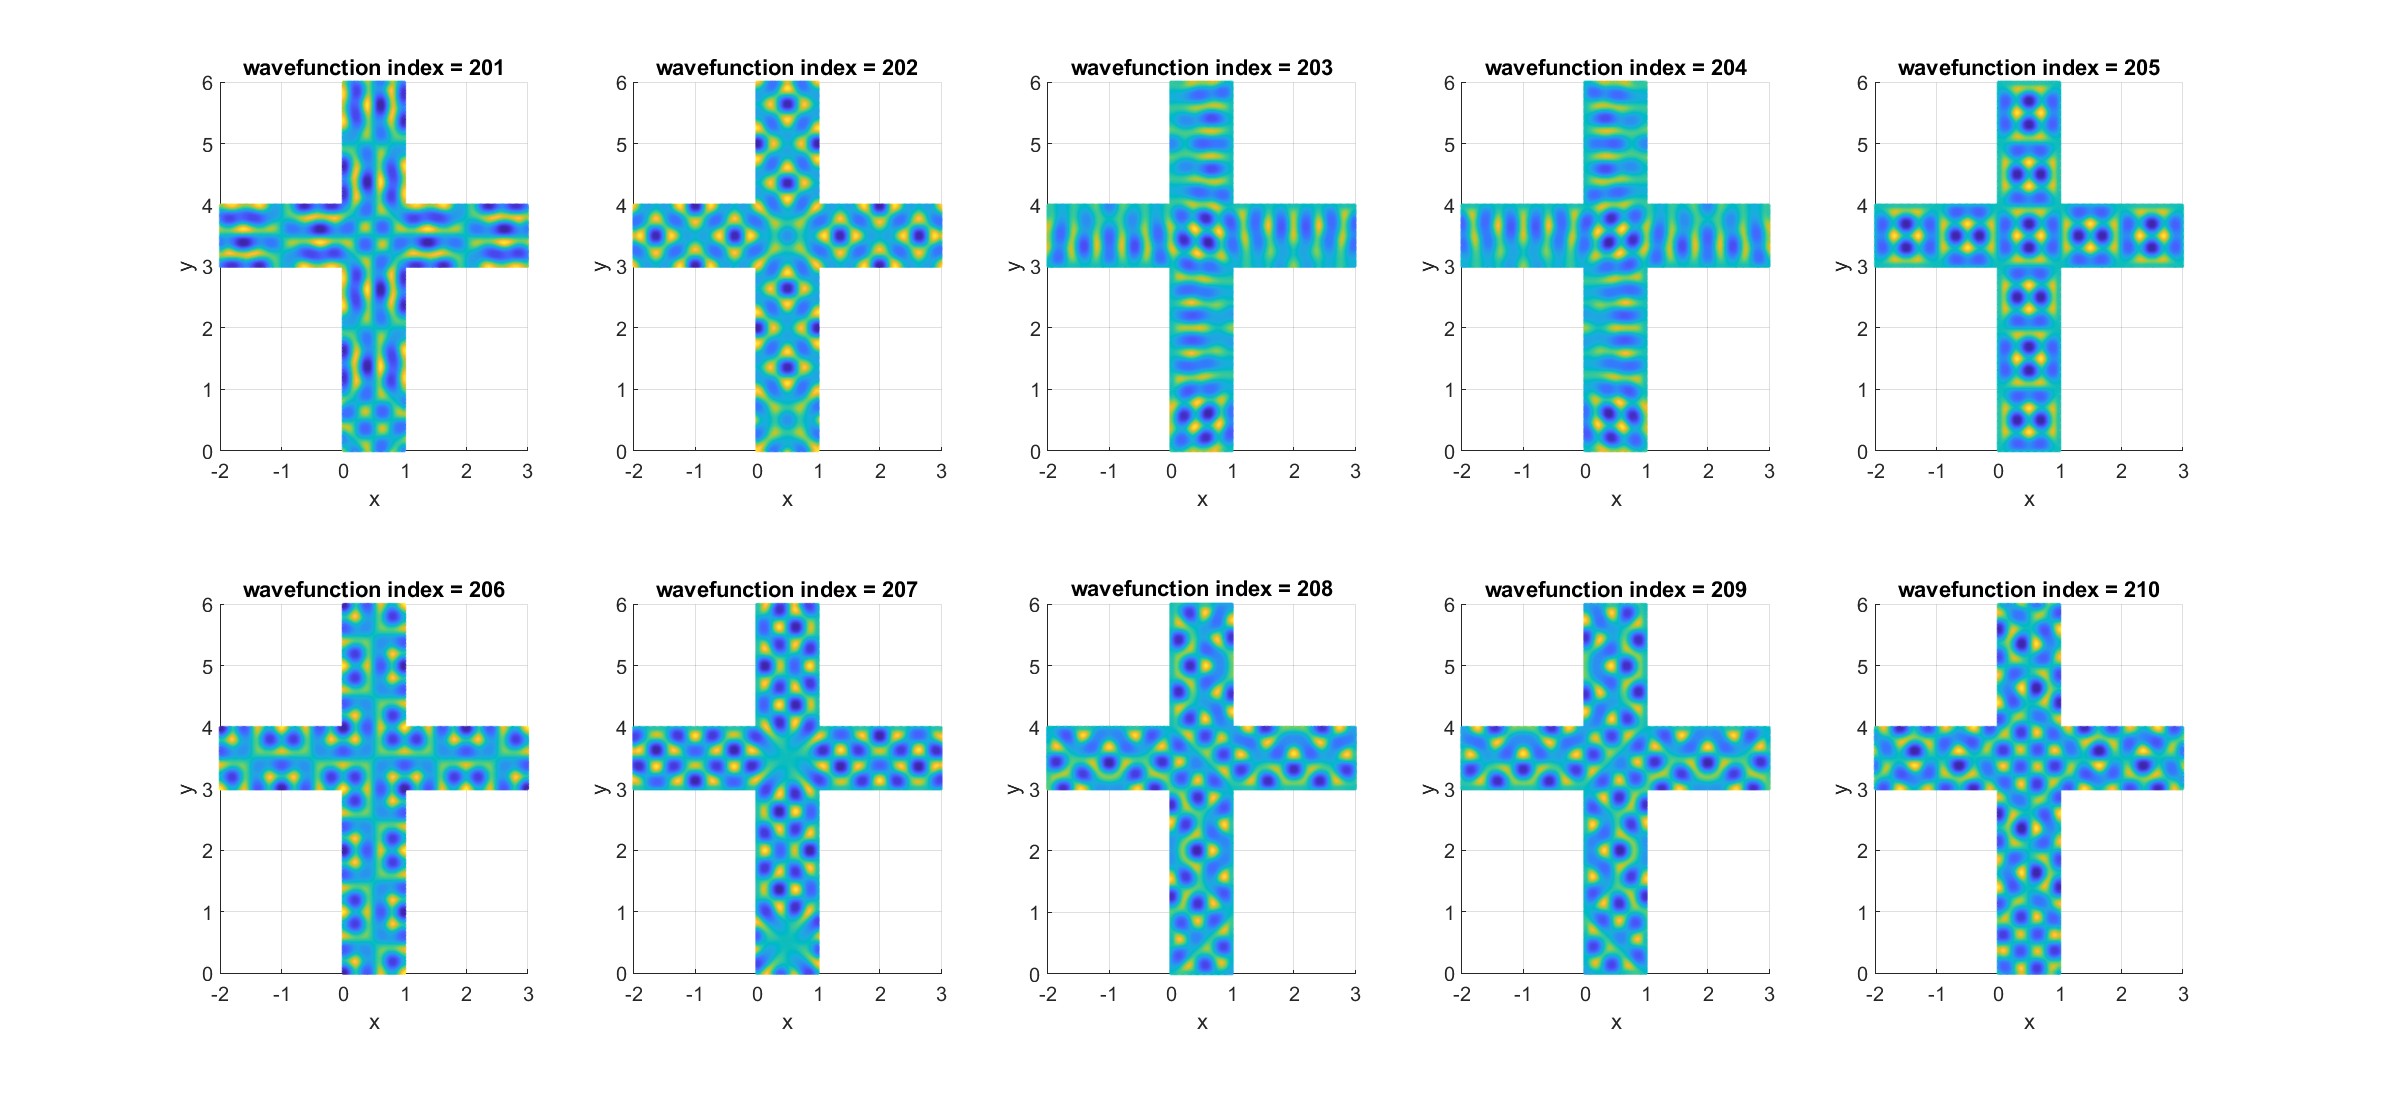 wavefunction index = 201
wavefunction index = 202
wavefunction index = 203
wavefunction index = 204
wavefunction index = 205
6 6 6 6 6
5 5 5 5 5
4 4 4 4 4
y 3 y 3 y 3 y 3 y 3
2 2 2 2 2
1 1 1 1 1
0 0 0 0 0
-2 -1 0 1 2 3 -2 -1 0 1 2 3 -2 -1 0 1 2 3 -2 -1 0 1 2 3 -2 -1 0 1 2 3
x x x x x
wavefunction index = 206
wavefunction index = 207
wavefunction index = 208
wavefunction index = 209
wavefunction index = 210
6 6 6 6 6
5 5 5 5 5
4 4 4 4 4
y 3 y 3 y 3 y 3 y 3
2 2 2 2 2
1 1 1 1 1
0 0 0 0 0
-2 -1 0 1 2 3 -2 -1 0 1 2 3 -2 -1 0 1 2 3 -2 -1 0 1 2 3 -2 -1 0 1 2 3
x x x x x